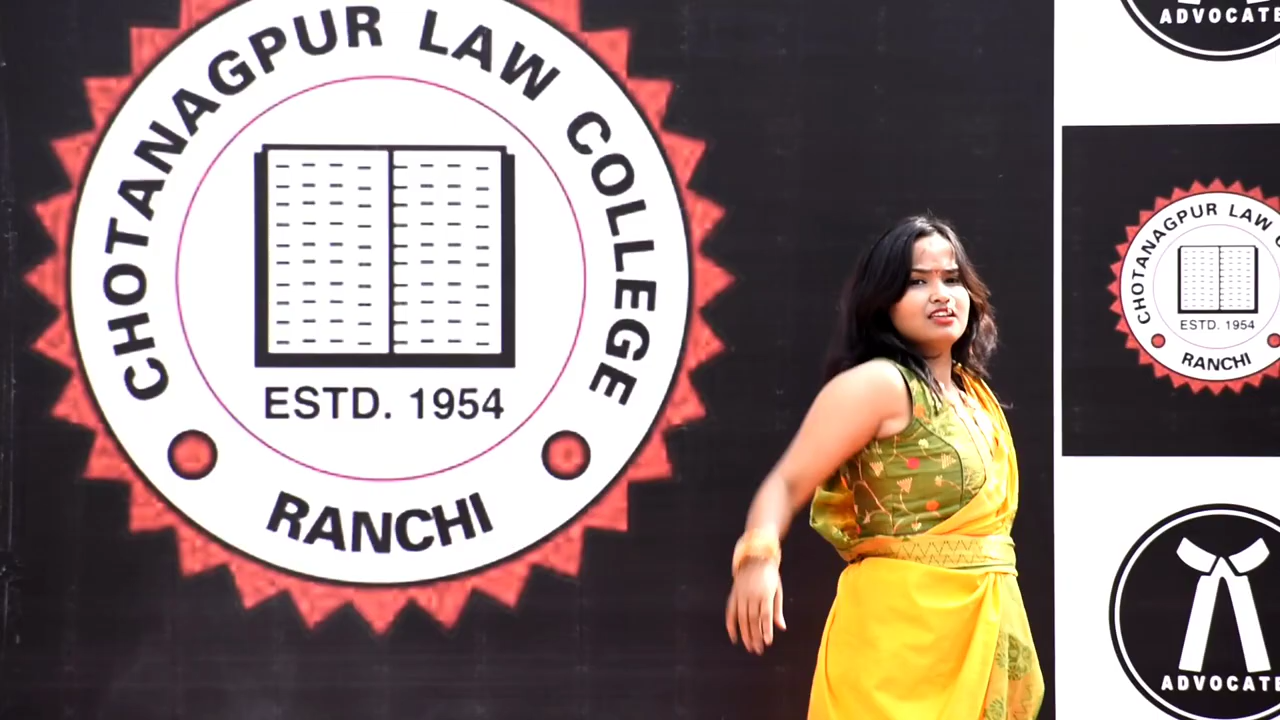 CHOTANAGPUR LAW COLLEGE
ESTD. 1954
RANCHI
ADVOCATE
CHOTANAGPUR LAW
ESTD. 1954
RANCHI
ADVOCATE